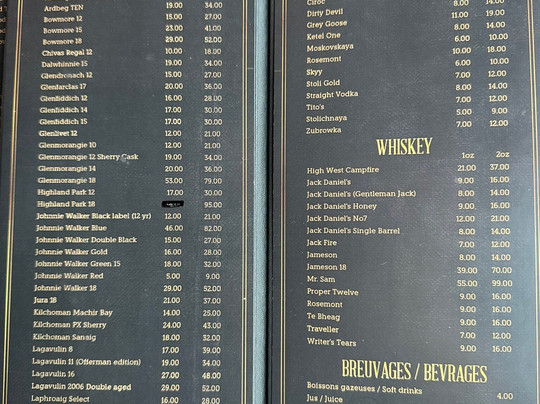 Ardbeg TEN 19.00 34.00
Bowmore 12 15.00 27.00
Bowmore 15 23.00 41.00
Bowmore 18 29.00 52.00
Chivas Regal 12 10.00 18.00
Dalwhinnie 15 19.00 34.00
Glendronach 12 15.00 27.00
Glenfarclas 17 20.00 36.00
Glenfiddich 12 16.00 28.00
Glenfiddich 14 17.00 30.00
Glenfiddich 15 17.00 30.00
Glenlivet 12 12.00 21.00
Glenmorangie 10 12.00 21.00
Glenmorangie 12 Sherry Cask 19.00 34.00
Glenmorangie 14 20.00 36.00
Glenmorangie 18 53.00 79.00
Highland Park 12 17.00 30.00
Highland Park 18 95.00
Johnnie Walker Black label (12 yr) 12.00 21.00
Johnnie Walker Blue 46.00 82.00
Johnnie Walker Double Black 15.00 27.00
Johnnie Walker Gold 16.00 28.00
Johnnie Walker Green 15 18.00 32.00
Johnnie Walker Red 5.00 9.00
Johnnie Walker 18 29.00 52.00
Jura 18 21.00 37.00
Kilchoman Machir Bay 14.00 25.00
Kilchoman PX Sherry 24.00 43.00
Kilchoman Sansig 18.00 32.00
Lagavulin 8 17.00 39.00
Lagavulin 11 (Offerman edition) 19.00 34.00
Lagavulin 16 27.00 48.00
Lagavulin 2006 Double aged 29.00 52.00
Laphroaig Select 16.00 28.00
Ciroc
Dirty Devil 8.00 14.00
Grey Goose 11.00 19.00
Ketel One 8.00 14.00
Moskovskaya 6.00 10.00
Rosemont 10.00 18.00
Skyy 6.00 10.00
Stoli Gold 7.00 12.00
Straight Vodka 8.00 14.00
Tito's 7.00 12.00
Stolichnaya 5.00 9.00
Zubrowka 7.00 12.00
WHISKEY
1oz 2oz
High West Campfire 21.00 37.00
Jack Daniel's 9.00 16.00
Jack Daniel's (Gentleman Jack) 8.00 14.00
Jack Daniel's Honey 9.00 16.00
Jack Daniel's No7 12.00 21.00
Jack Daniel's Single Barrel 8.00 14.00
Jack Fire 7.00 12.00
Jameson 8.00 14.00
Jameson 18 39.00 70.00
Mr. Sam 55.00 99.00
Proper Twelve 9.00 16.00
Rosemont 9.00 16.00
Te Bheag 9.00 16.00
Traveller 7.00 12.00
Writer's Tears 9.00 16.00
BREUVAGES / BEVRAGES
Boissons gazeuses / Soft drinks 4.00
Jus / Juice